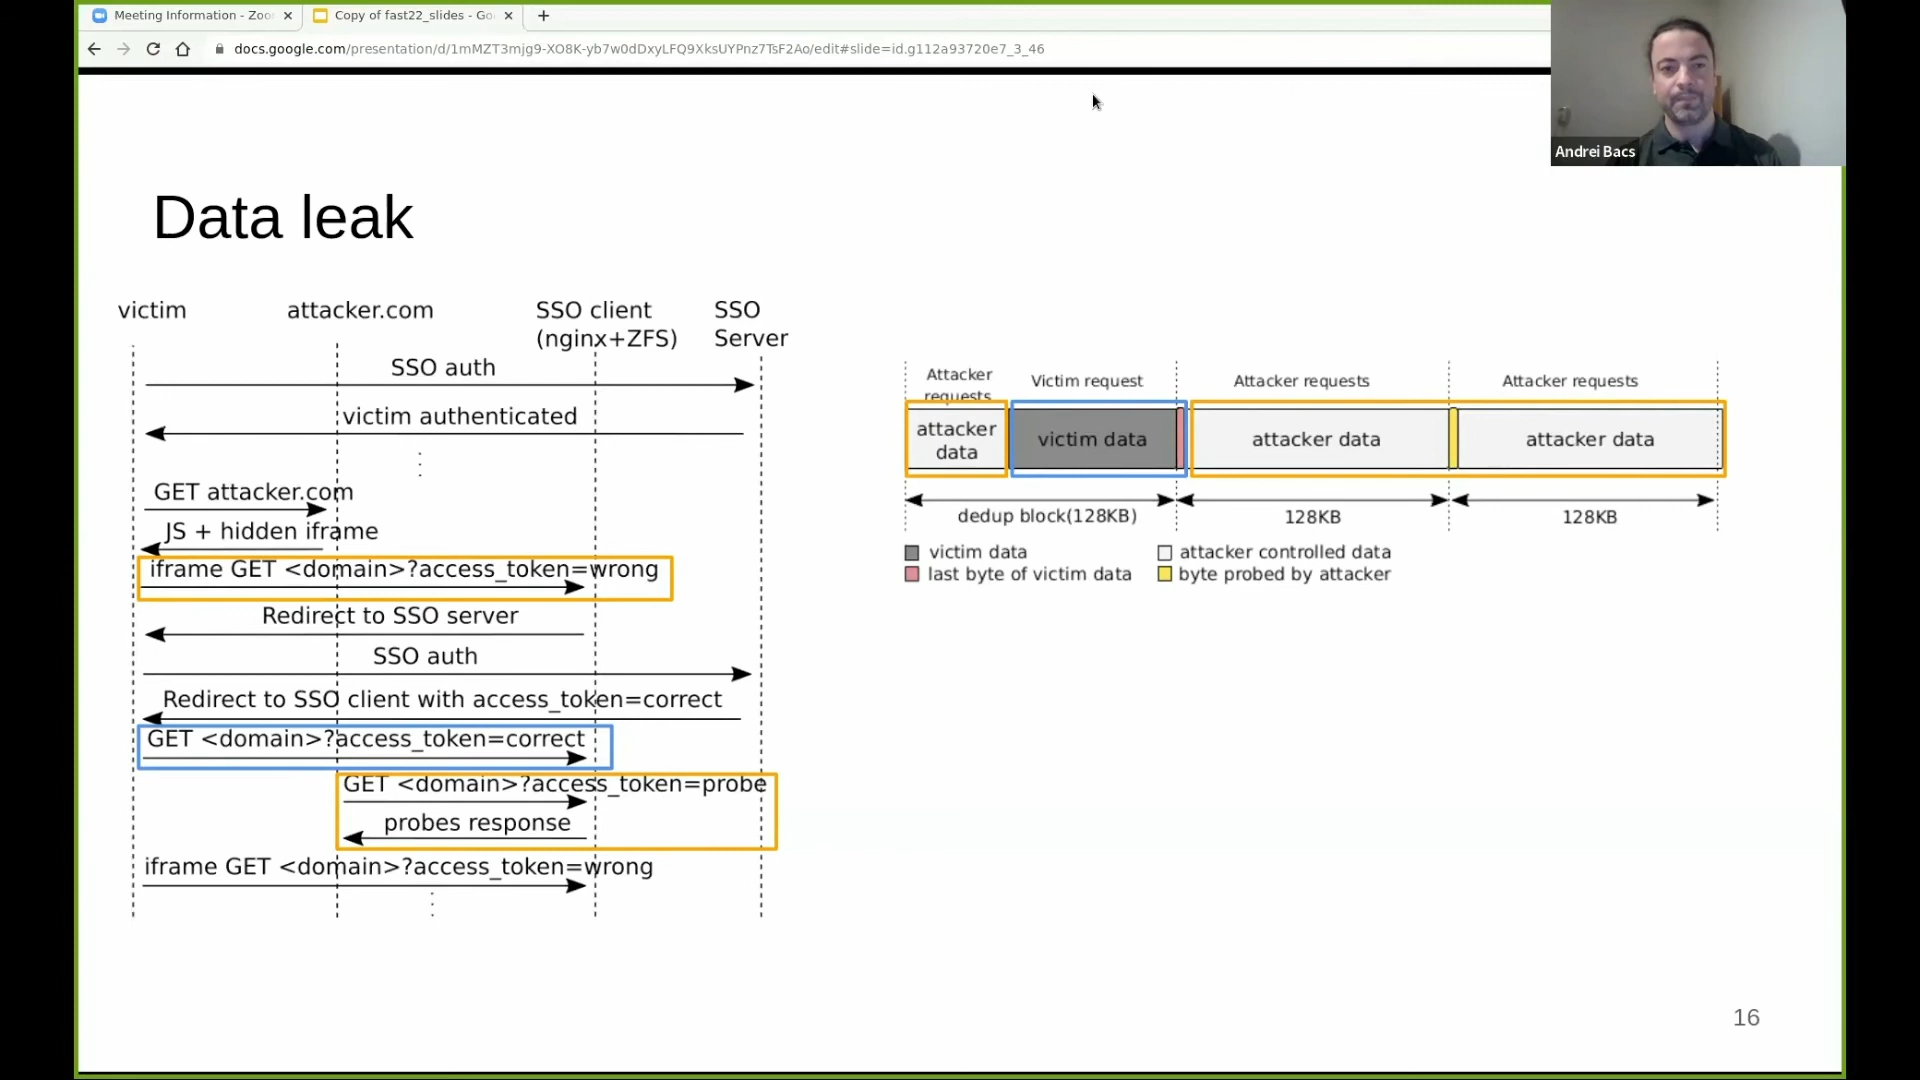 Meeting Information - Zoo
Copy of fast22_slides - Go
docs.google.com/presentation/d/1mMZT3mjg9-XO8K-yb7w0dDxyLFQ9XksUYPnz7TsF2Ao/edit#slide=id.g112a93720e7_3_46
Andrei Bacs
Data leak
victim
attacker.com
SSO client
(nginx+ZFS)
SSO
Server
SSO auth
victim authenticated
GET attacker.com
JS + hidden iframe
iframe GET <domain>?access_token=wrong
Redirect to SSO server
SSO auth
Redirect to SSO client with access_token=correct
GET <domain>?access_token=correct
GET <domain>?access_token=probe
probes response
iframe GET <domain>?access_token=wrong
Attacker
requests
Victim request
Attacker requests
Attacker requests
attacker
data
victim data
attacker data
attacker data
dedup block(128KB)
128KB
128KB
victim data
attacker controlled data
last byte of victim data
byte probed by attacker
16